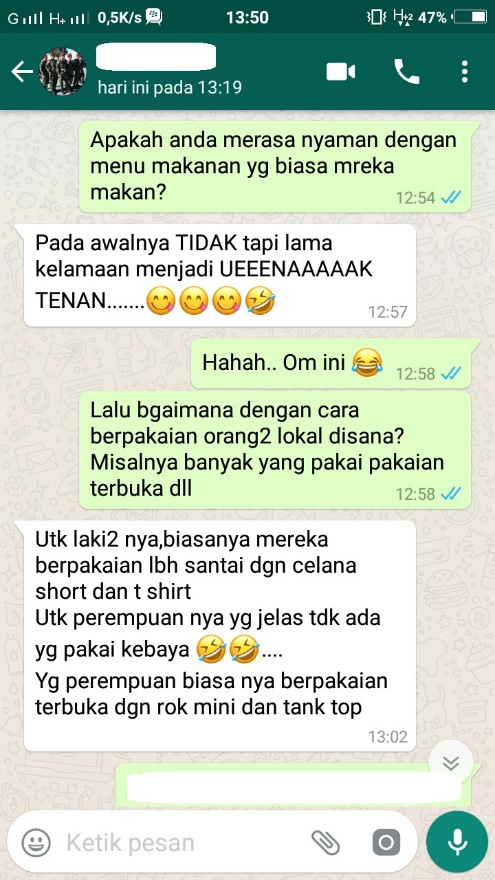 G H+ 0,5K/s 13:50 H+2 47%
hari ini pada 13:19
Apakah anda merasa nyaman dengan
menu makanan yg biasa mreka
makan?
12:54
Pada awalnya TIDAK tapi lama
kelamaan menjadi UEEENAAAAAK
TENAN.......😋😋😋🤣
12:57
Hahah.. Om ini 😂
12:58
Lalu bgaimana dengan cara
berpakaian orang2 lokal disana?
Misalnya banyak yang pakai pakaian
terbuka dll
12:58
Utk laki2 nya,biasanya mereka
berpakaian lbh santai dgn celana
short dan t shirt
Utk perempuan nya yg jelas tdk ada
yg pakai kebaya 🤣🤣....
Yg perempuan biasa nya berpakaian
terbuka dgn rok mini dan tank top
13:02
Ketik pesan